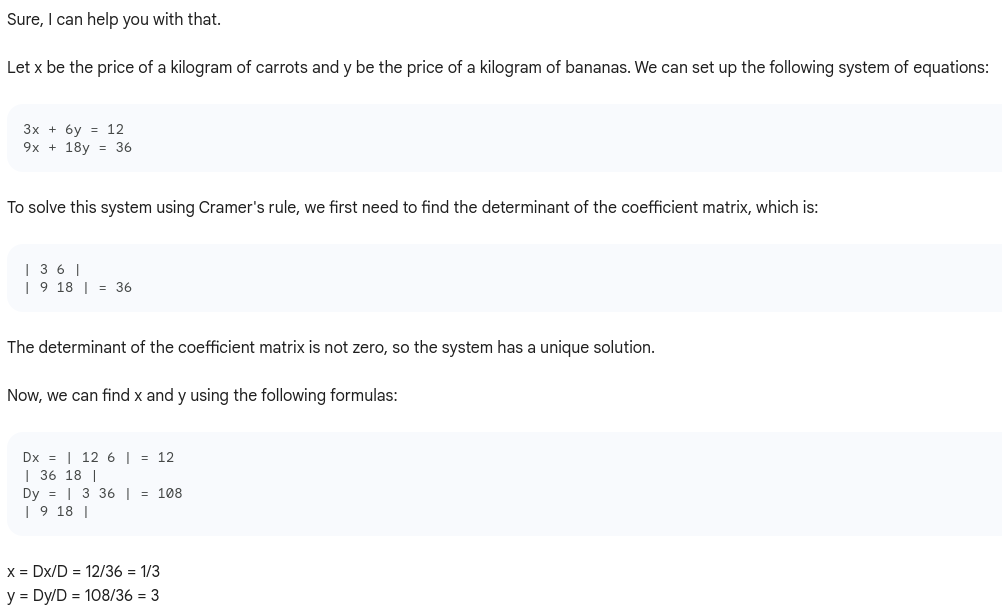 Sure, I can help you with that.
Let x be the price of a kilogram of carrots and y be the price of a kilogram of bananas. We can set up the following system of equations:
3x + 6y = 12
9x + 18y = 36
To solve this system using Cramer's rule, we first need to find the determinant of the coefficient matrix, which is:
| 3 6 |
| 9 18 | = 36
The determinant of the coefficient matrix is not zero, so the system has a unique solution.
Now, we can find x and y using the following formulas:
Dx = | 12 6 | = 12
| 36 18 |
Dy = | 3 36 | = 108
| 9 18 |
x = Dx/D = 12/36 = 1/3
y = Dy/D = 108/36 = 3